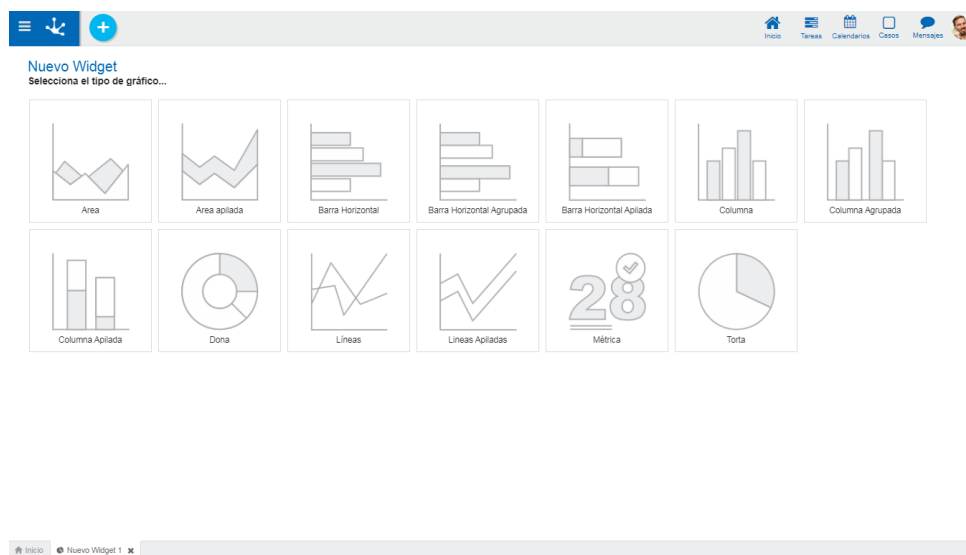 Inicio
Tareas
Calendarios
Casos
Mensajes
Nuevo Widget
Selecciona el tipo de gráfico...
Area
Area apilada
Barra Horizontal
Barra Horizontal Agrupada
Barra Horizontal Apilada
Columna
Columna Agrupada
Columna Apilada
Dona
Líneas
Lineas Apiladas
28
Métrica
Torta
Inicio
Nuevo Widget 1